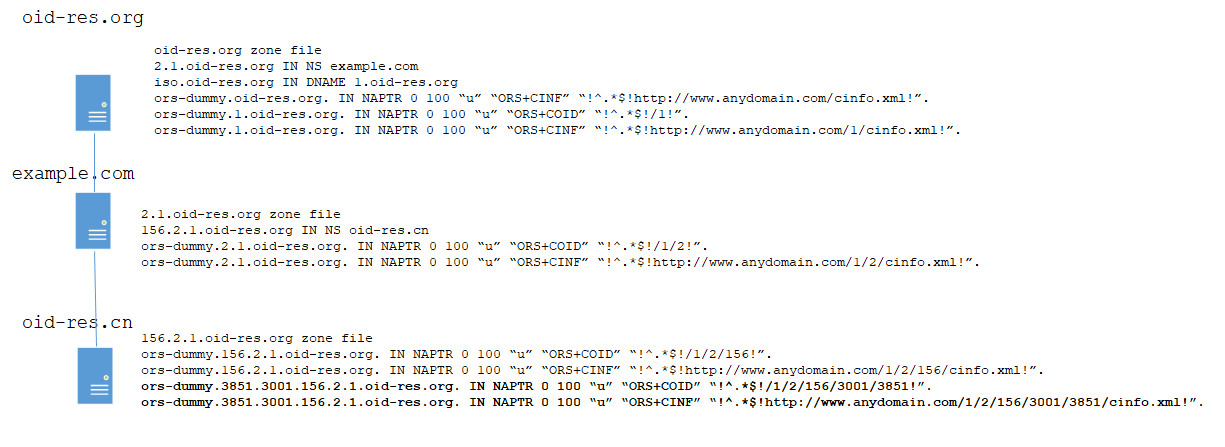 oid-res.org
oid-res.org zone file
2.1.oid-res.org IN NS example.com
iso.oid-res.org IN DNAME 1.oid-res.org
ors-dummy.oid-res.org. IN NAPTR 0 100 “u” “ORS+CINF” “!^.*$!http://www.anydomain.com/cinfo.xml!”.
ors-dummy.1.oid-res.org. IN NAPTR 0 100 “u” “ORS+COID” “!^.*$!/1!”.
ors-dummy.1.oid-res.org. IN NAPTR 0 100 “u” “ORS+CINF” “!^.*$!http://www.anydomain.com/1/cinfo.xml!”.
example.com
2.1.oid-res.org zone file
156.2.1.oid-res.org IN NS oid-res.cn
ors-dummy.2.1.oid-res.org. IN NAPTR 0 100 “u” “ORS+COID” “!^.*$!/1/2!”.
ors-dummy.2.1.oid-res.org. IN NAPTR 0 100 “u” “ORS+CINF” “!^.*$!http://www.anydomain.com/1/2/cinfo.xml!”.
oid-res.cn
156.2.1.oid-res.org zone file
ors-dummy.156.2.1.oid-res.org. IN NAPTR 0 100 “u” “ORS+COID” “!^.*$!/1/2/156!”.
ors-dummy.156.2.1.oid-res.org. IN NAPTR 0 100 “u” “ORS+CINF” “!^.*$!http://www.anydomain.com/1/2/156/cinfo.xml!”.
ors-dummy.3851.3001.156.2.1.oid-res.org. IN NAPTR 0 100 “u” “ORS+COID” “!^.*$!/1/2/156/3001/3851!”.
ors-dummy.3851.3001.156.2.1.oid-res.org. IN NAPTR 0 100 “u” “ORS+CINF” “!^.*$!http://www.anydomain.com/1/2/156/3001/3851/cinfo.xml!”.